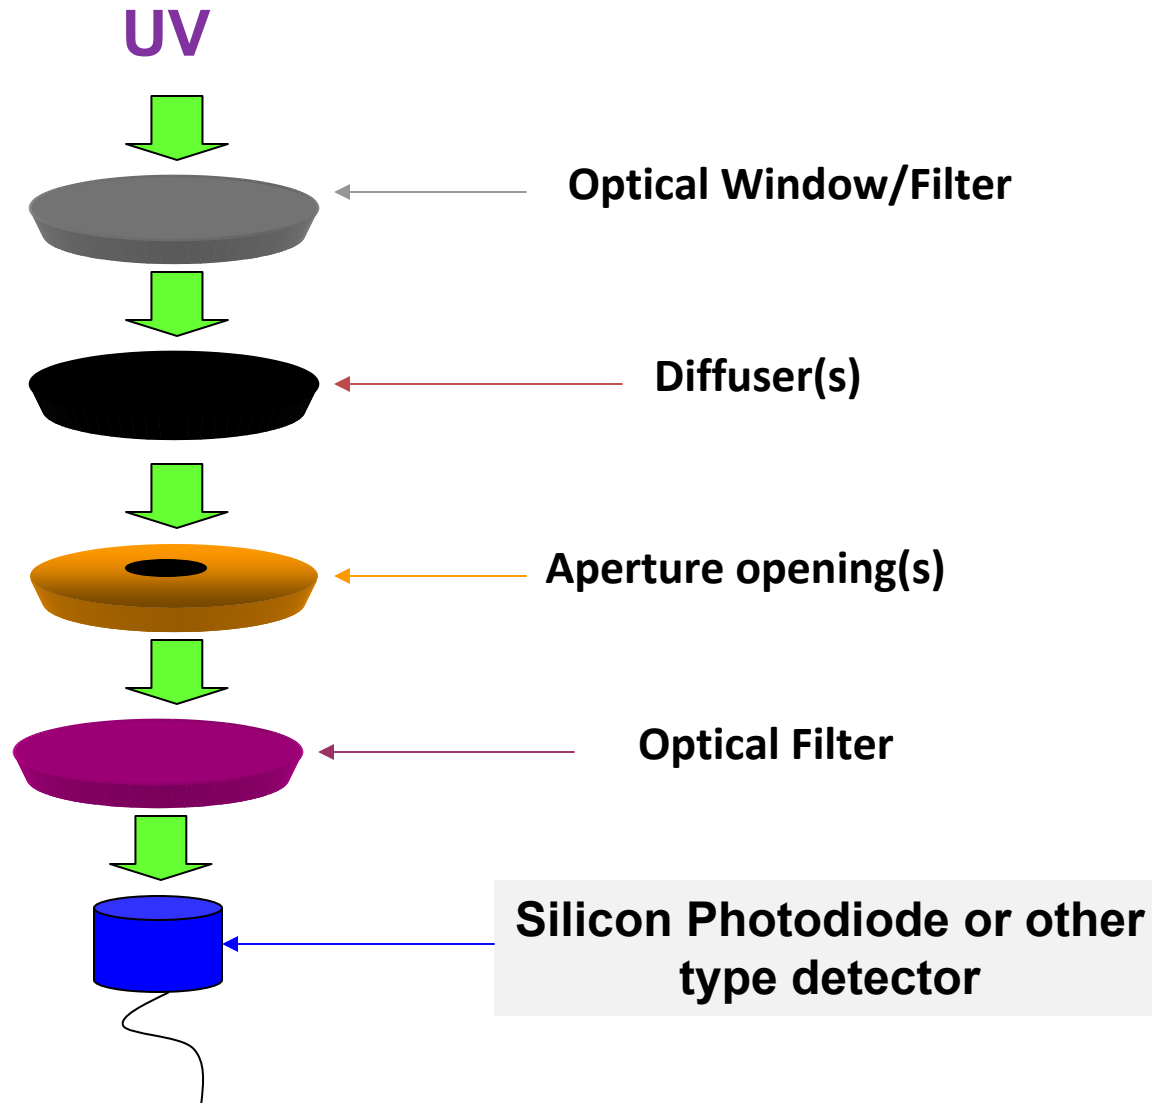 UV
Optical Window/Filter
Diffuser(s)
Aperture opening(s)
Optical Filter
Silicon Photodiode or other
type detector